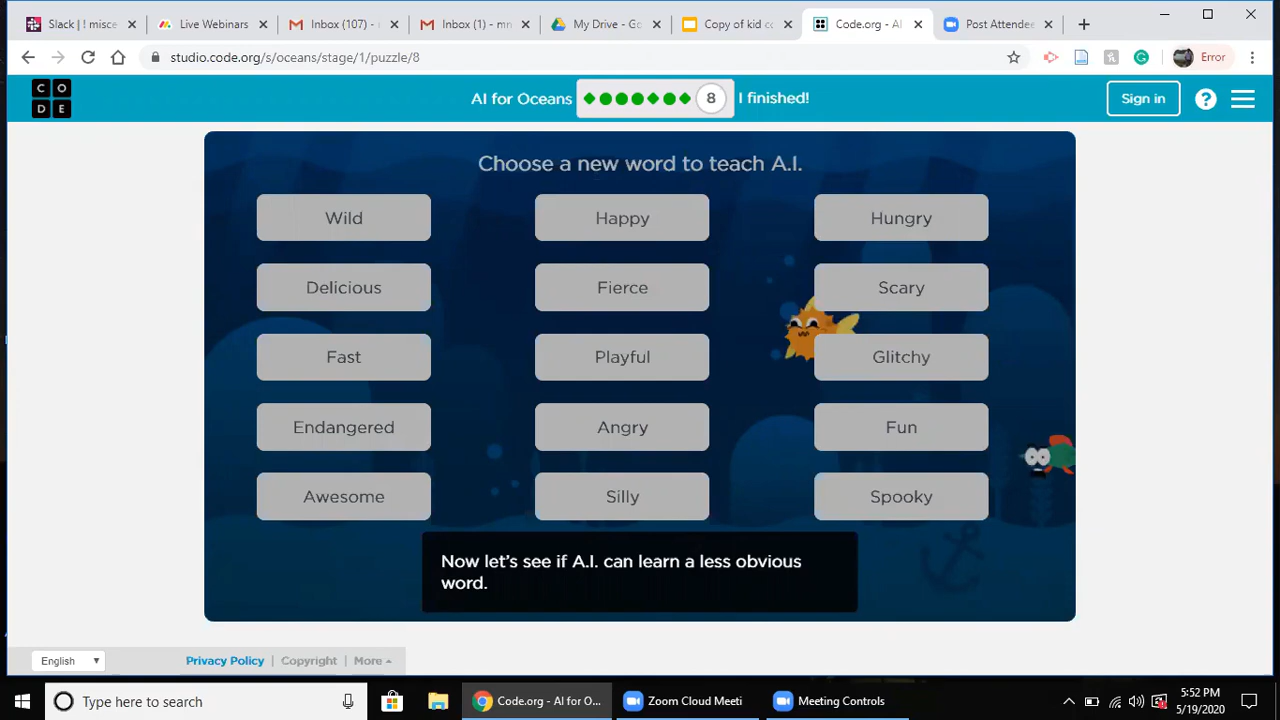 Slack | ! misce
Live Webinars
Inbox (107) -
Inbox (1) - mn
My Drive - Go
Copy of kid co
Code.org - AI
Post Attendee
studio.code.org/s/oceans/stage/1/puzzle/8
Error
CODE
AI for Oceans
8
I finished!
Sign in
?
Choose a new word to teach A.I.
Wild
Happy
Hungry
Delicious
Fierce
Scary
Fast
Playful
Glitchy
Endangered
Angry
Fun
Awesome
Silly
Spooky
Now let's see if A.I. can learn a less obvious
word.
English
Privacy Policy | Copyright | More
Type here to search
Code.org - AI for O...
Zoom Cloud Meeti
Meeting Controls
5:52 PM
5/19/2020